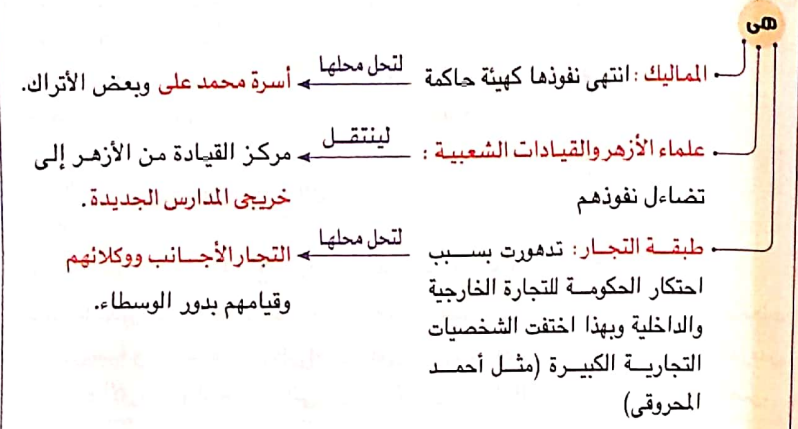 هى
المماليك : انتهى نفوذها كهيئة حاكمة لتحل محلها أسرة محمد على وبعض الأتراك.
علماء الأزهر والقيادات الشعبية : لينتقل مركز القيادة من الأزهر إلى
تضاءل نفوذهم خريجى المدارس الجديدة .
طبقة التجار : تدهورت بسبب لتحل محلها التجار الأجانب ووكلائهم
احتكار الحكومة للتجارة الخارجية وقيامهم بدور الوسطاء.
والداخلية وبهذا اختفت الشخصيات
التجارية الكبيرة (مثل أحمد
المحروقى)